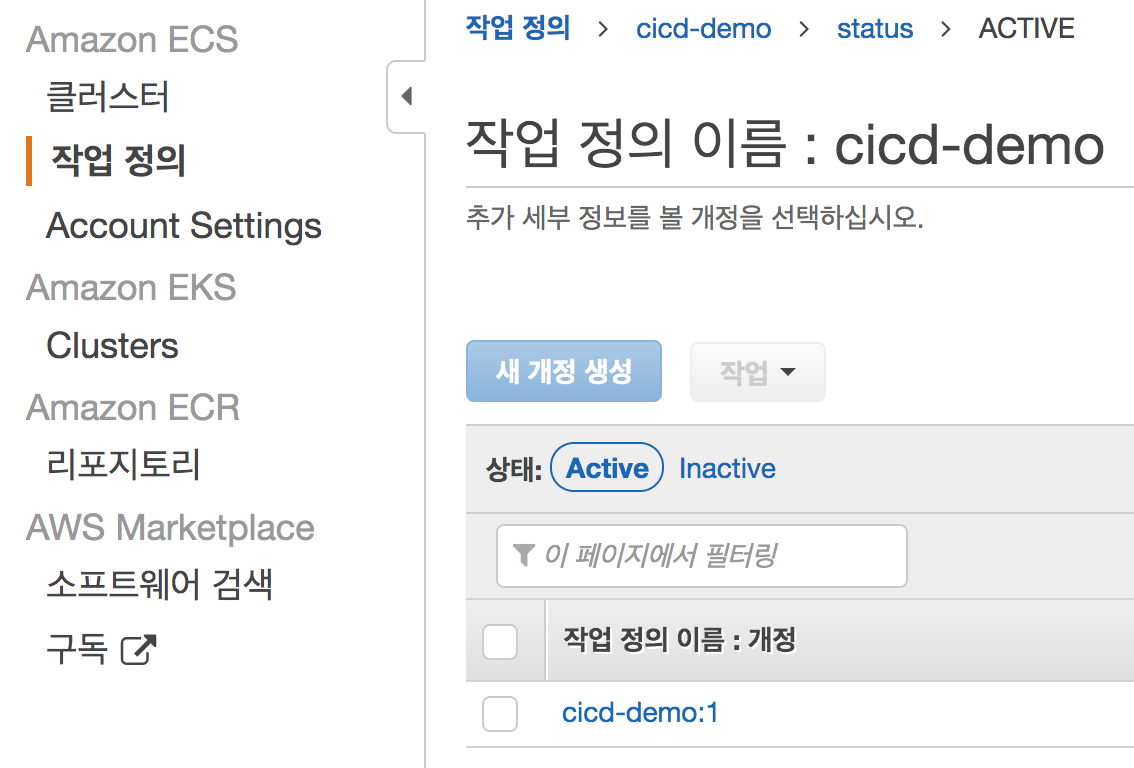 Amazon ECS
클러스터
작업 정의
Account Settings
Amazon EKS
Clusters
Amazon ECR
리포지토리
AWS Marketplace
소프트웨어 검색
구독
작업 정의 > cicd-demo > status > ACTIVE
작업 정의 이름 : cicd-demo
추가 세부 정보를 볼 개정을 선택하십시오.
새 개정 생성 작업
상태: Active Inactive
이 페이지에서 필터링
작업 정의 이름 : 개정
cicd-demo:1